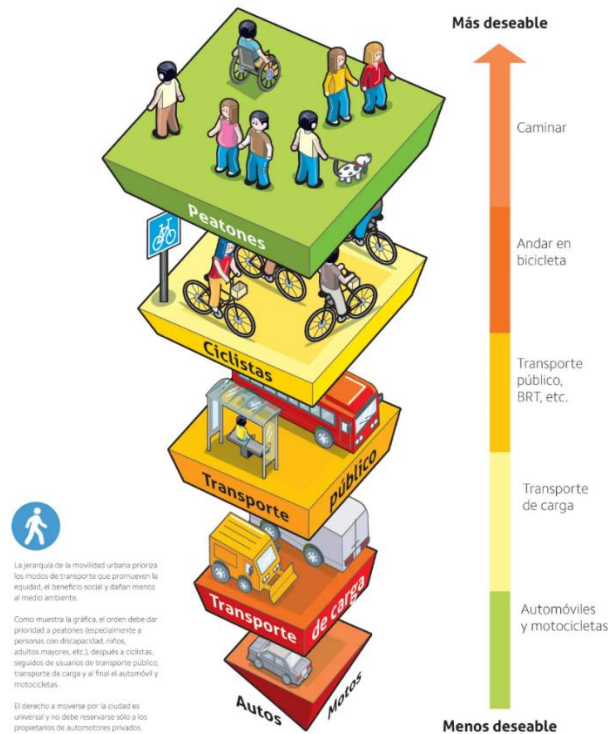 Más deseable
Caminar
Peatones
Andar en
bicicleta
Ciclistas
Transporte
público,
BRT, etc.
Transporte público
Transporte
de carga
Transporte de carga
Automóviles
y motocicletas
Autos Motos
Menos deseable
La jerarquía de la movilidad urbana prioriza
los modos de transporte que promueven la
equidad, el beneficio social y dañan menos
al medio ambiente.
Como muestra la gráfica, el orden debe dar
prioridad a peatones (especialmente a
personas con discapacidad, niños,
adultos mayores, etc.), después a ciclistas,
seguidos de usuarios de transporte público,
transporte de carga y al final el automóvil y
motocicletas.
El derecho a moverse por la ciudad es
universal y no debe reservarse sólo a los
propietarios de automotores privados.